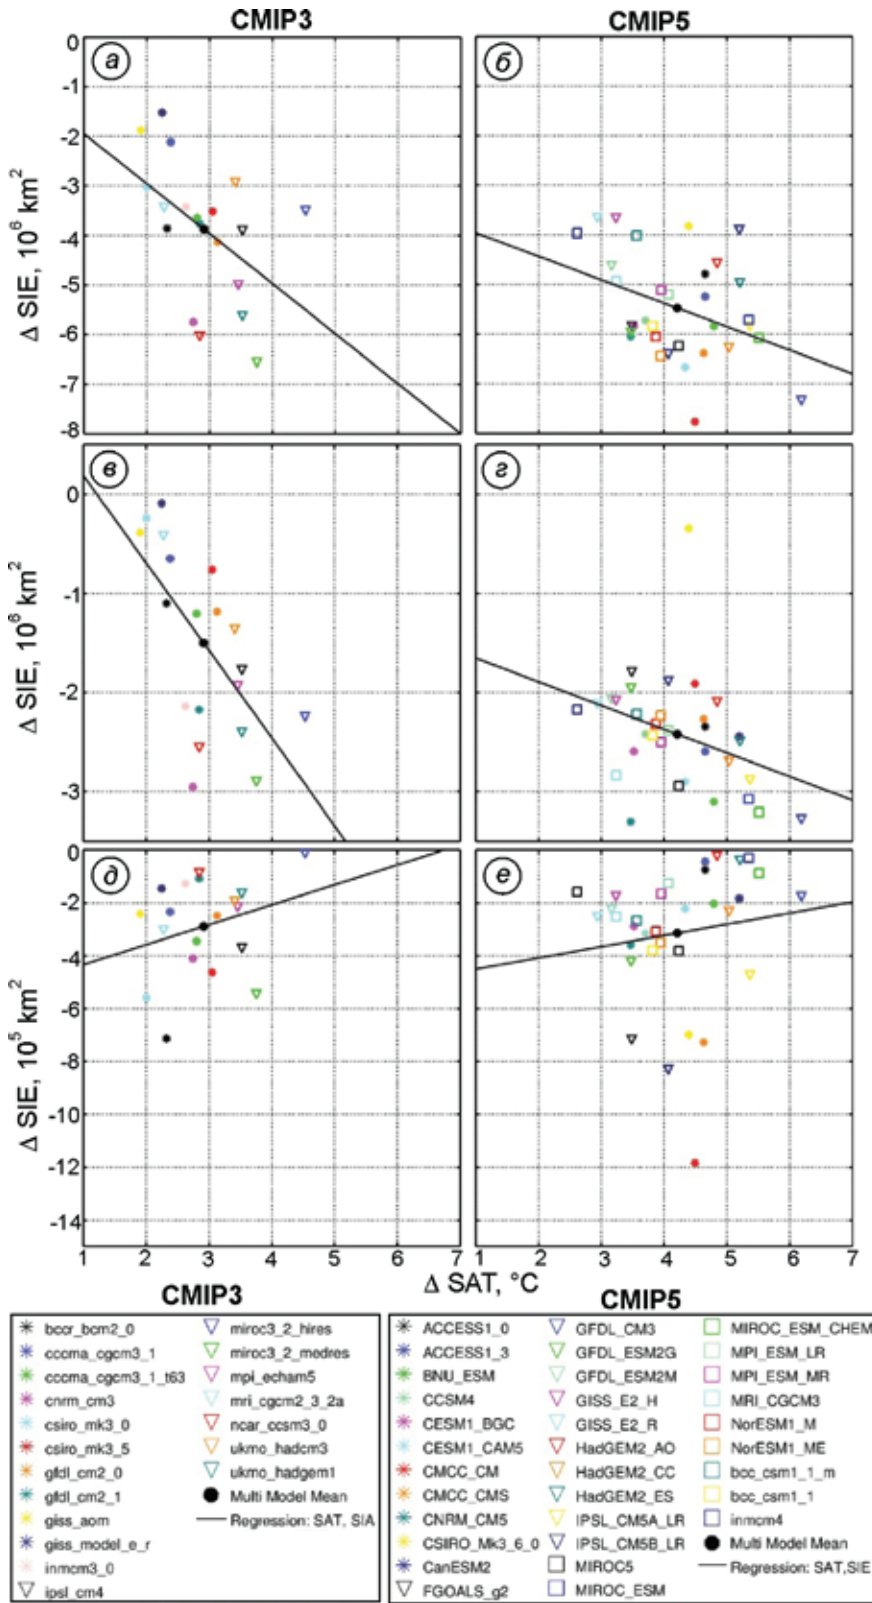 CMIP3 CMIP5
Δ SIE, 10⁶ km²
0
-1
-2
-3
-4
-5
-6
-7
-8
а
б
Δ SIE, 10⁶ km²
0
-1
-2
-3
в
г
Δ SIE, 10⁵ km²
0
-2
-4
-6
-8
-10
-12
-14
д
е
1 2 3 4 5 6 7 1 2 3 4 5 6 7
Δ SAT, °C
CMIP3
bccr_bcm2_0
cccma_cgcm3_1
cccma_cgcm3_1_t63
cnrm_cm3
csiro_mk3_0
csiro_mk3_5
gfdl_cm2_0
gfdl_cm2_1
giss_aom
giss_model_e_r
inmcm3_0
ipsl_cm4
miroc3_2_hires
miroc3_2_medres
mpi_echam5
mri_cgcm2_3_2a
ncar_ccsm3_0
ukmo_hadcm3
ukmo_hadgem1
Multi Model Mean
Regression: SAT, SIA
CMIP5
ACCESS1_0
ACCESS1_3
BNU_ESM
CCSM4
CESM1_BGC
CESM1_CAM5
CMCC_CM
CMCC_CMS
CNRM_CM5
CSIRO_Mk3_6_0
CanESM2
FGOALS_g2
GFDL_CM3
GFDL_ESM2G
GFDL_ESM2M
GISS_E2_H
GISS_E2_R
HadGEM2_AO
HadGEM2_CC
HadGEM2_ES
IPSL_CM5A_LR
IPSL_CM5B_LR
MIROC5
MIROC_ESM
MIROC_ESM_CHEM
MPI_ESM_LR
MPI_ESM_MR
MRI_CGCM3
NorESM1_M
NorESM1_ME
bcc_csm1_1_m
bcc_csm1_1
inmcm4
Multi Model Mean
Regression: SAT,SIE